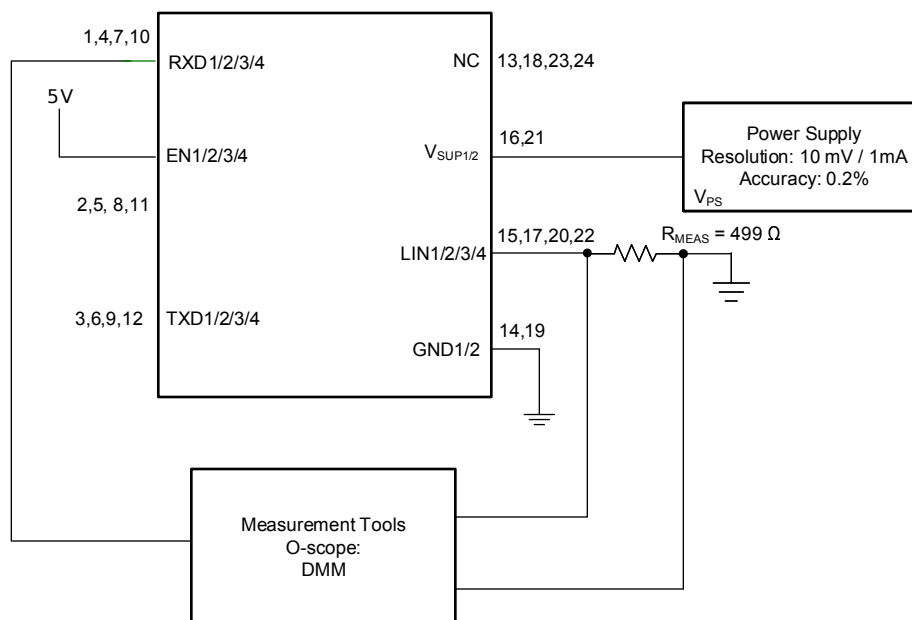 1,4,7,10
RXD1/2/3/4
NC
13,18,23,24
5V
EN1/2/3/4
VSUP1/2
16,21
Power Supply
Resolution: 10 mV / 1mA
Accuracy: 0.2%
VPS
2,5, 8,11
15,17,20,22
RMEAS = 499 Ω
LIN1/2/3/4
3,6,9,12
TXD1/2/3/4
14,19
GND1/2
Measurement Tools
O-scope:
DMM